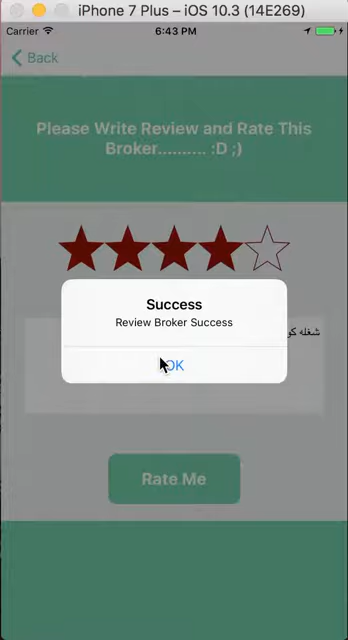 iPhone 7 Plus – iOS 10.3 (14E269)
Carrier 6:43 PM
Back
Please Write Review and Rate This
Broker.......... :D ;)
Success
Review Broker Success
شغله
OK
Rate Me